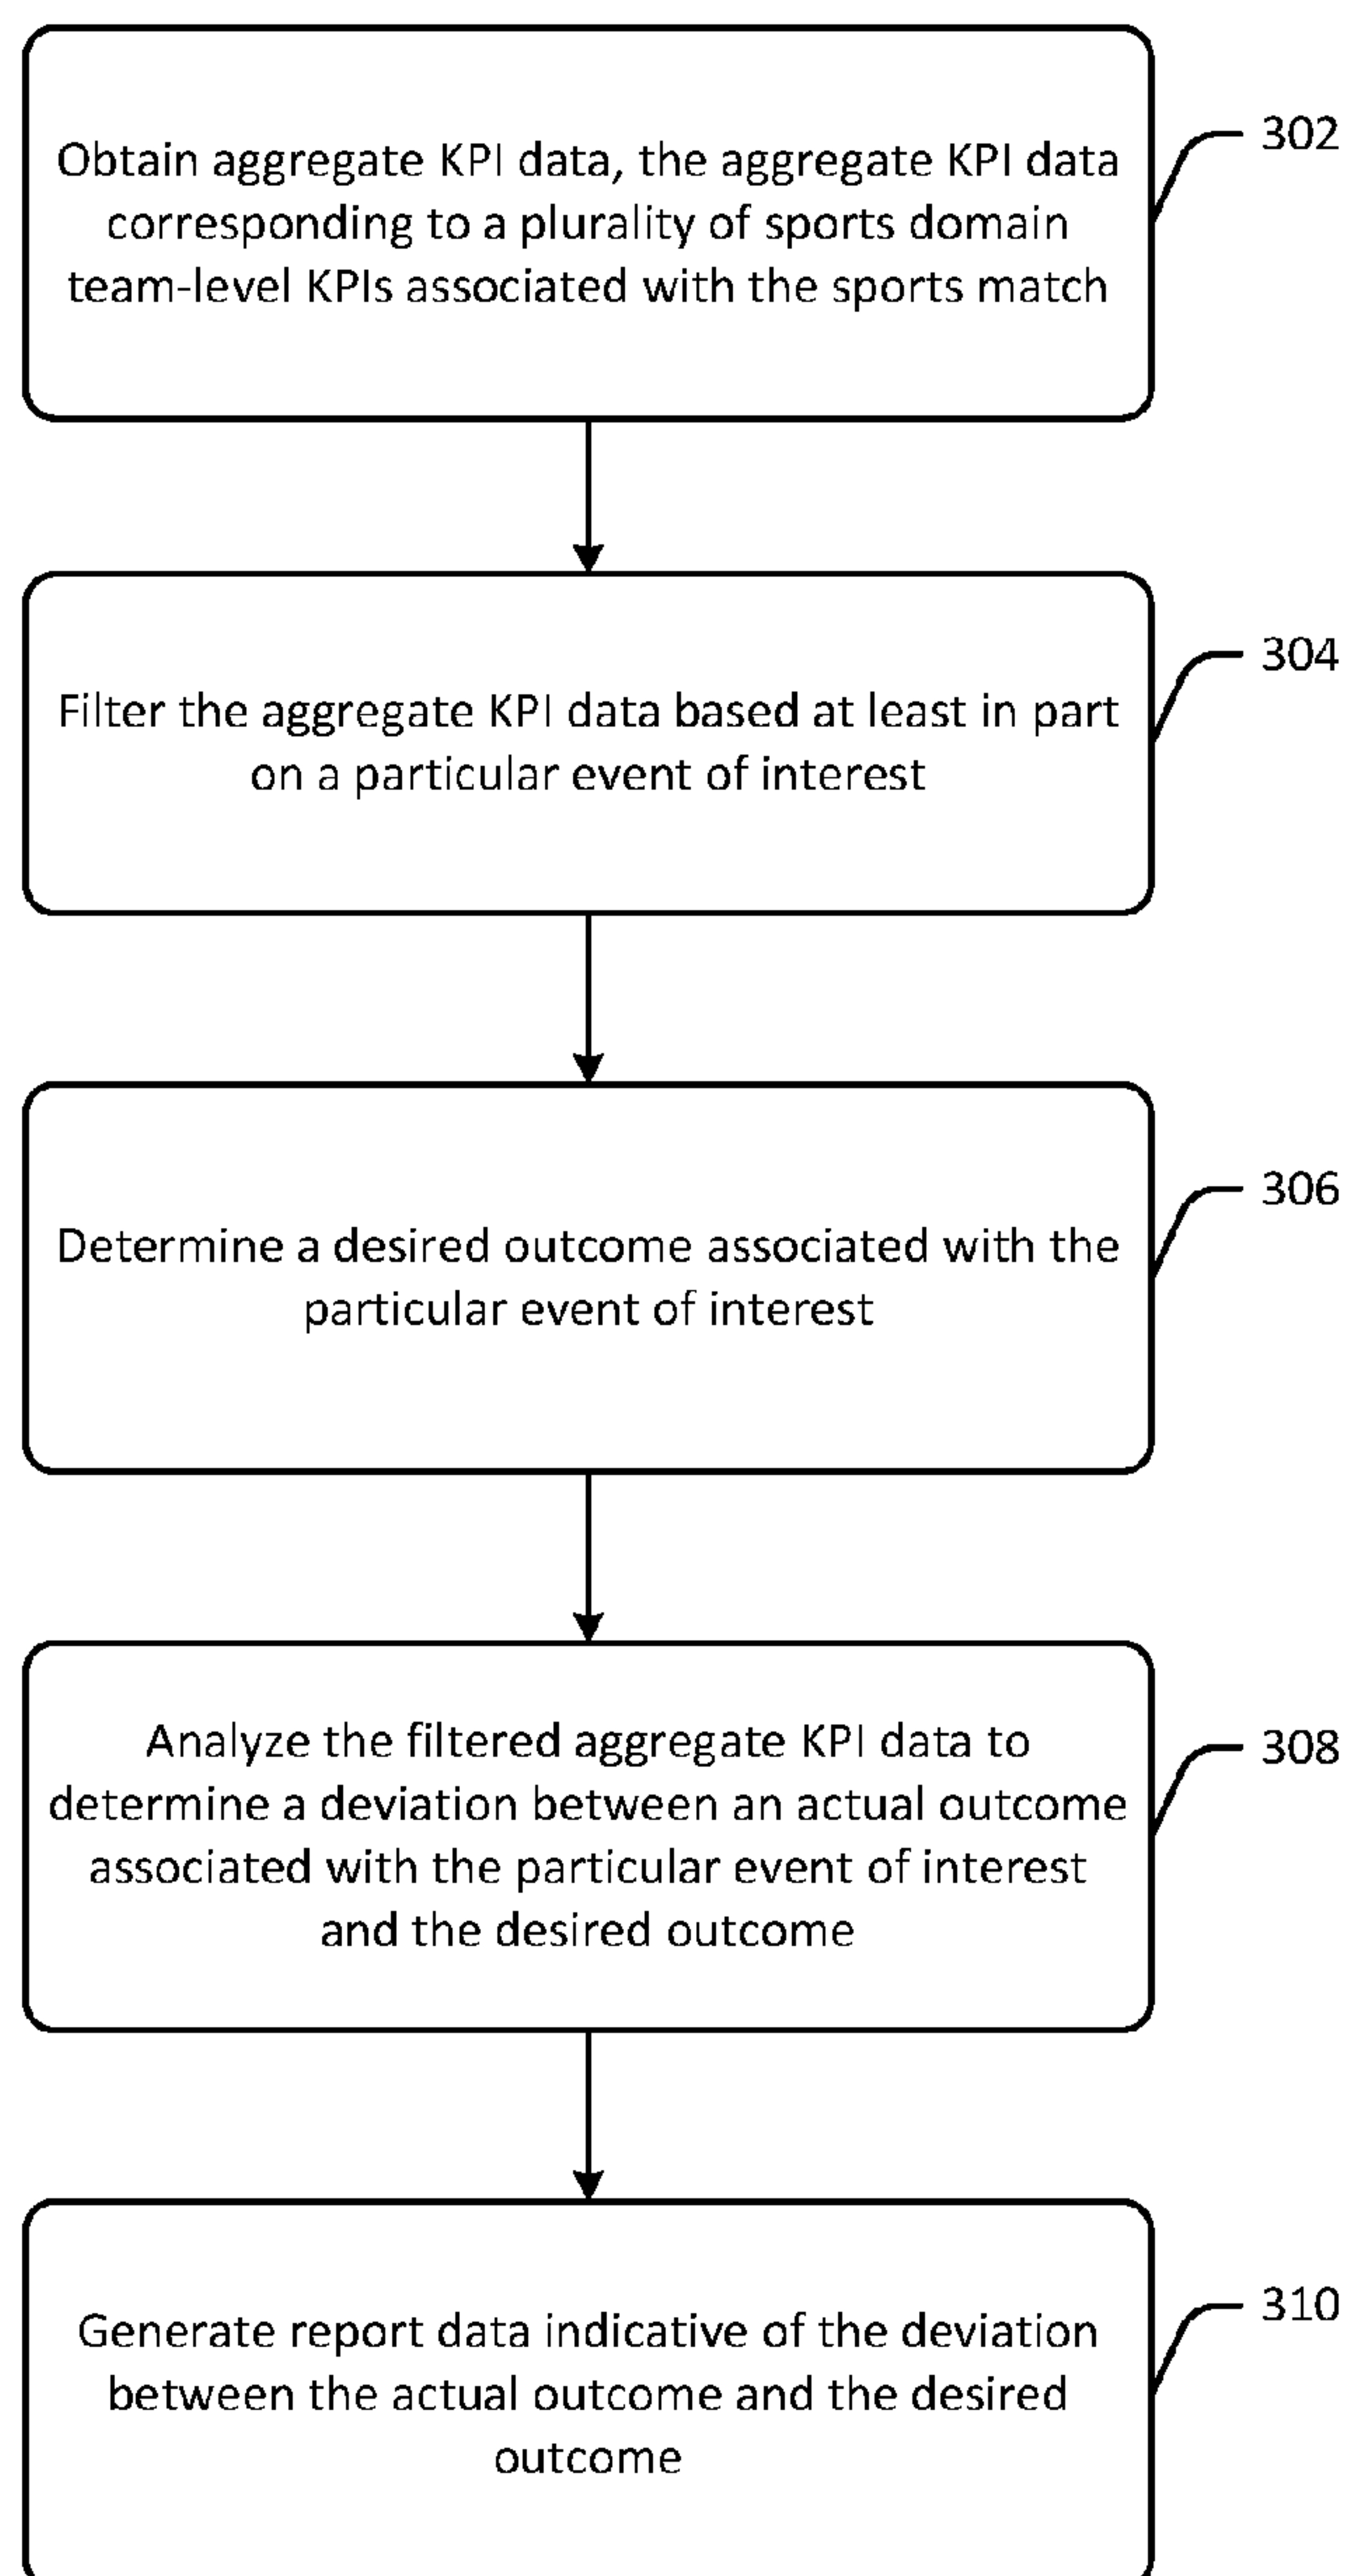 Obtain aggregate KPI data, the aggregate KPI data
corresponding to a plurality of sports domain
team-level KPIs associated with the sports match
302
Filter the aggregate KPI data based at least in part
on a particular event of interest
304
Determine a desired outcome associated with the
particular event of interest
306
Analyze the filtered aggregate KPI data to
determine a deviation between an actual outcome
associated with the particular event of interest
and the desired outcome
308
Generate report data indicative of the deviation
between the actual outcome and the desired
outcome
310